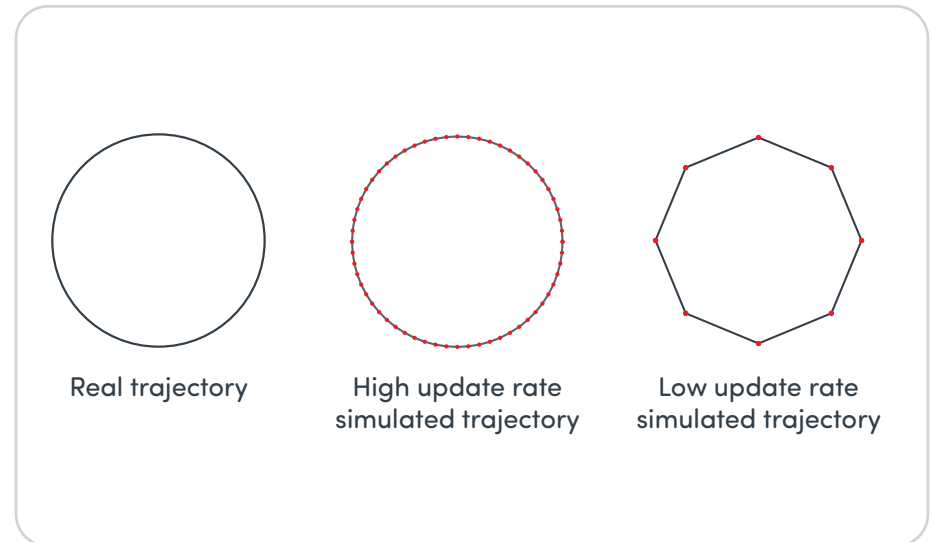 Real trajectory
High update rate
simulated trajectory
Low update rate
simulated trajectory